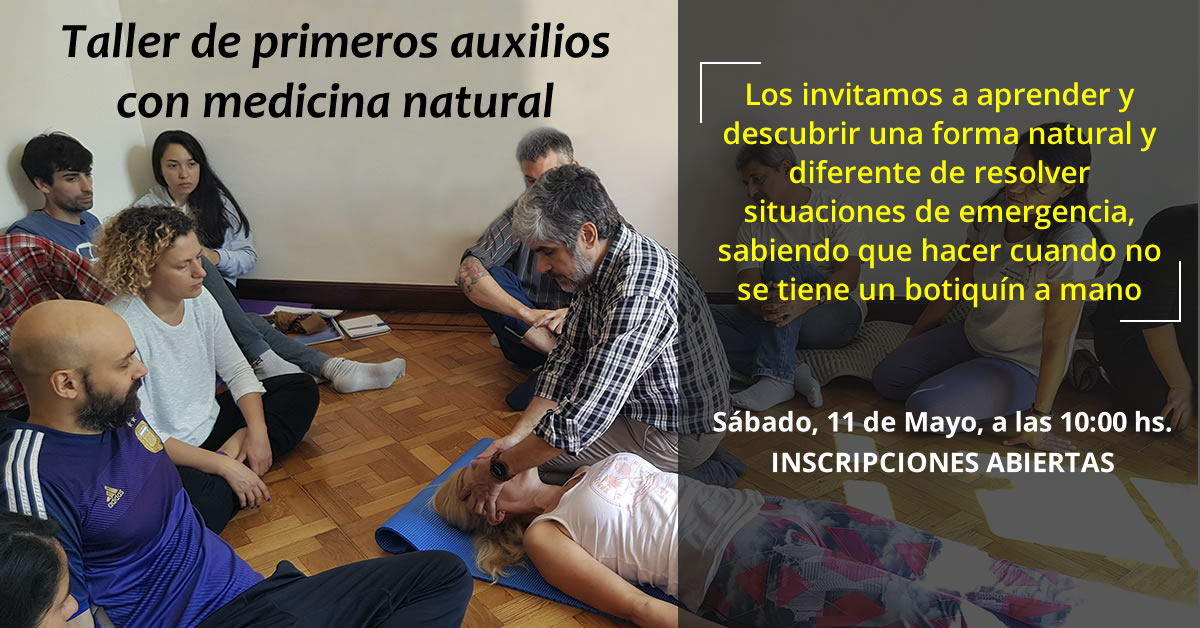 Taller de primeros auxilios
con medicina natural
Los invitamos a aprender y
descubrir una forma natural y
diferente de resolver
situaciones de emergencia,
sabiendo que hacer cuando no
se tiene un botiquín a mano
Sábado, 11 de Mayo, a las 10:00 hs.
INSCRIPCIONES ABIERTAS
adidas